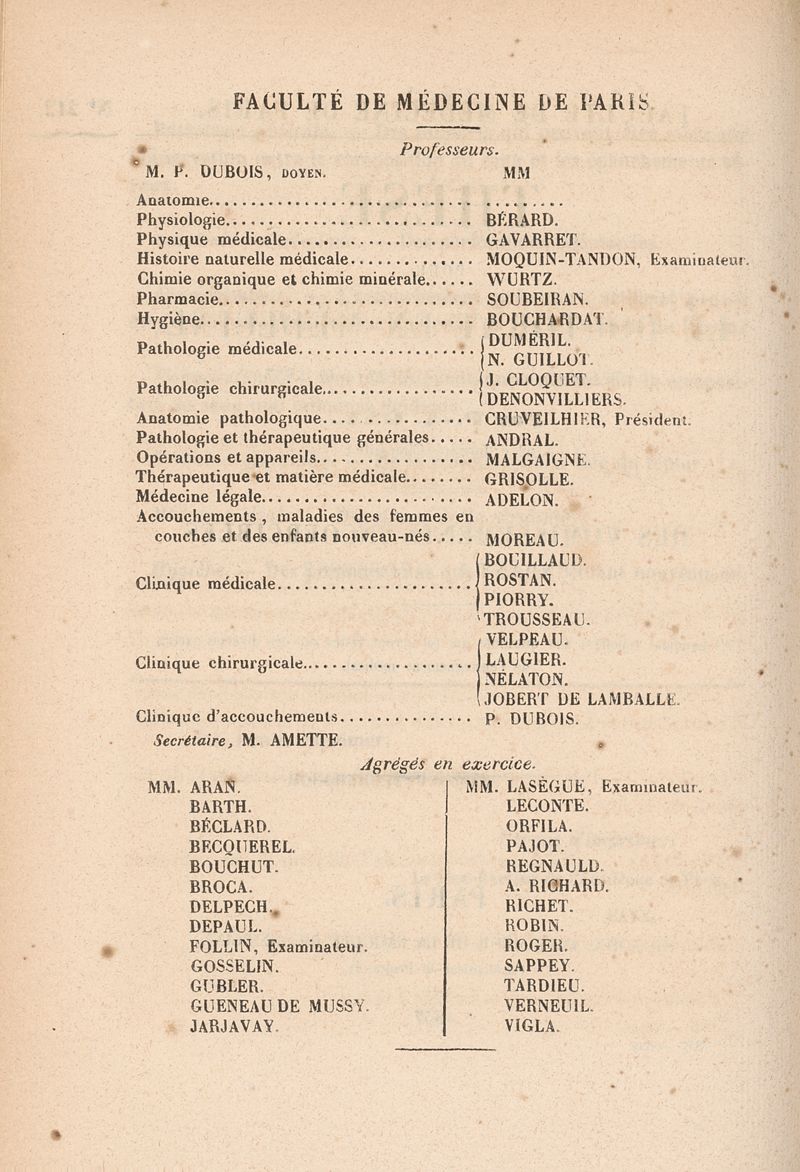 FACULTÉ DE MÉDECINE DE PARIS.
Professeurs.
M. P. DUBOIS, DOYEN. MM
Anatomie.............................. .........
Physiologie........................... BÉRARD.
Physique médicale..................... GAVARRET.
Histoire naturelle médicale.............. MOQUIN-TANDON, Examinateur.
Chimie organique et chimie minérale...... WURTZ.
Pharmacie............................. SOUBEIRAN.
Hygiène............................... BOUCHARDAT.
Pathologie médicale.................... { DUMÉRIL.
N. GUILLOT.
Pathologie chirurgicale.................. { J. CLOQUET.
DENONVILLIERS.
Anatomie pathologique.................. CRUVEILHIER, Président.
Pathologie et thérapeutique générales..... ANDRAL.
Opérations et appareils.................. MALGAIGNE.
Thérapeutique et matière médicale........ GRISOLLE.
Médecine légale........................ ADELON.
Accouchements, maladies des femmes en
couches et des enfants nouveau-nés..... MOREAU.
Clinique médicale...................... { BOUILLAUD.
ROSTAN.
PIORRY.
TROUSSEAU.
Clinique chirurgicale.................... { VELPEAU.
LAUGIER.
NÉLATON.
JOBERT DE LAMBALLE.
Clinique d'accouchements............... P. DUBOIS.
Secrétaire, M. AMETTE.
Agrégés en exercice.
MM. ARAN.
BARTH.
BÉCLARD.
BECQUEREL.
BOUCHUT.
BROCA.
DELPECH.
DEPAUL.
FOLLIN, Examinateur.
GOSSELIN.
GUBLER.
GUENEAU DE MUSSY.
JARJAVAY.
MM. LASÈGUE, Examinateur.
LECONTE.
ORFILA.
PAJOT.
REGNAULD.
A. RICHARD.
RICHET.
ROBIN.
ROGER.
SAPPEY.
TARDIEU.
VERNEUIL.
VIGLA.